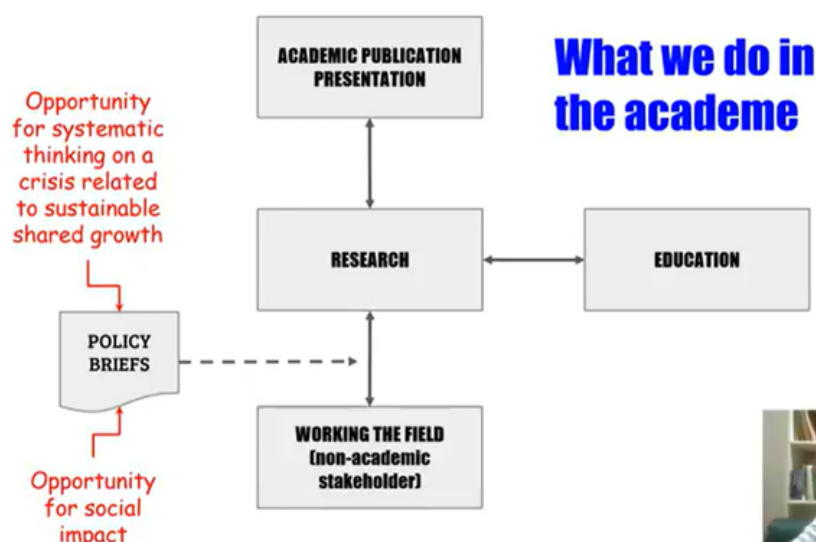 What we do in
the academe
ACADEMIC PUBLICATION
PRESENTATION
Opportunity
for systematic
thinking on a
crisis related
to sustainable
shared growth
RESEARCH
EDUCATION
POLICY
BRIEFS
WORKING THE FIELD
(non-academic
stakeholder)
Opportunity
for social
impact